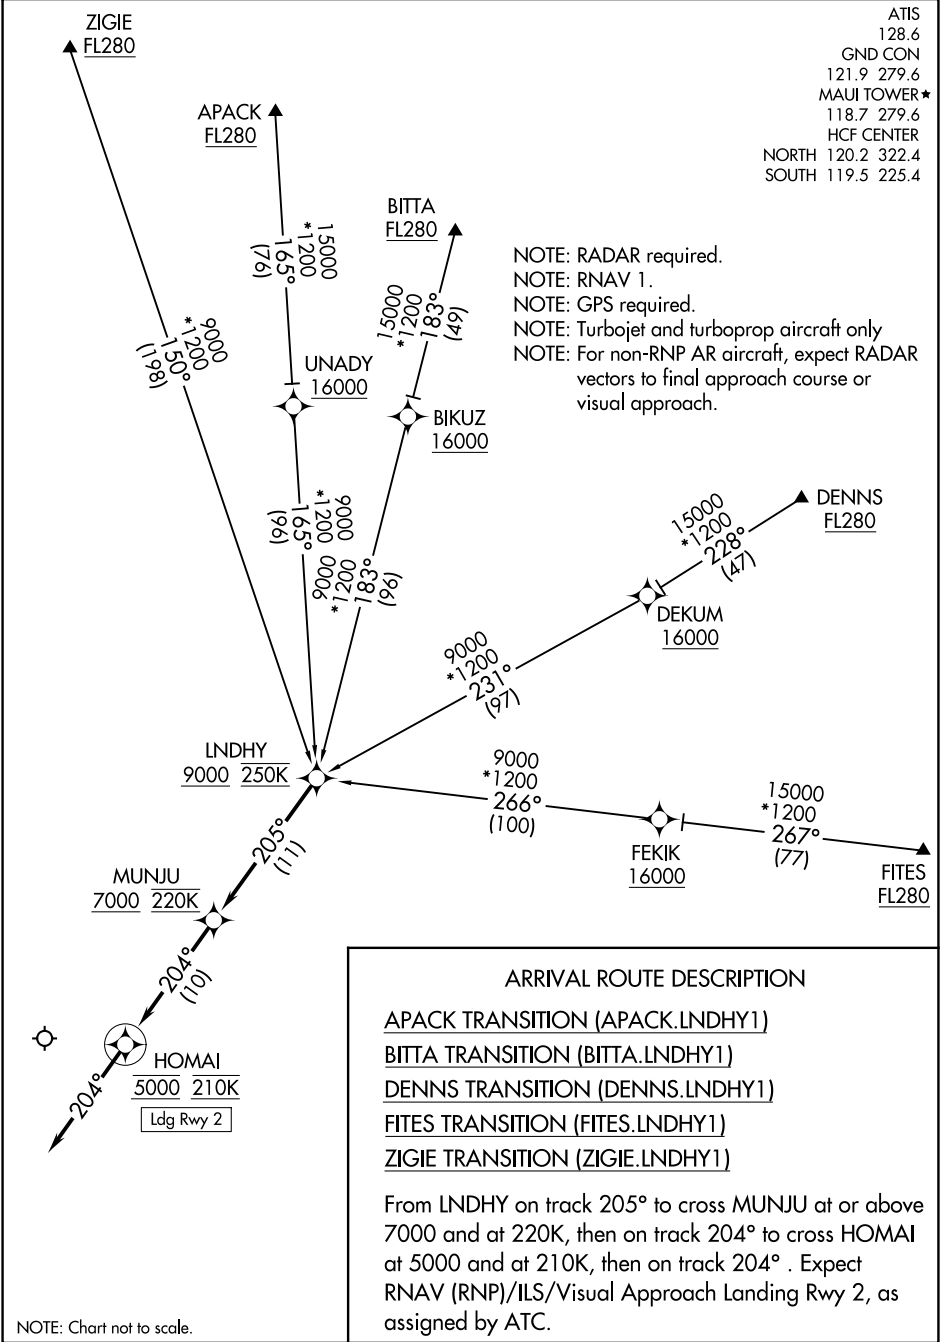 ZIGIE
FL280
ATIS
128.6
GND CON
121.9 279.6
MAUI TOWER★
118.7 279.6
HCF CENTER
NORTH 120.2 322.4
SOUTH 119.5 225.4
APACK
FL280
BITTA
FL280
NOTE: RADAR required.
NOTE: RNAV 1.
NOTE: GPS required.
NOTE: Turbojet and turboprop aircraft only
NOTE: For non-RNP AR aircraft, expect RADAR
vectors to final approach course or
visual approach.
15000
*1200
165°
(76)
15000
*1200
183°
(49)
9000
*1200
150°
(198)
UNADY
16000
BIKUZ
16000
9000
*1200
165°
(96)
9000
*1200
183°
(96)
DENNS
FL280
15000
*1200
228°
(47)
DEKUM
16000
9000
*1200
231°
(97)
LNDHY
9000 250K
9000
*1200
266°
(100)
15000
*1200
267°
(77)
FEKIK
16000
FITES
FL280
205°
(11)
MUNJU
7000 220K
204°
(10)
HOMAI
5000 210K
Ldg Rwy 2
204°
ARRIVAL ROUTE DESCRIPTION
APACK TRANSITION (APACK.LNDHY1)
BITTA TRANSITION (BITTA.LNDHY1)
DENNS TRANSITION (DENNS.LNDHY1)
FITES TRANSITION (FITES.LNDHY1)
ZIGIE TRANSITION (ZIGIE.LNDHY1)
From LNDHY on track 205° to cross MUNJU at or above
7000 and at 220K, then on track 204° to cross HOMAI
at 5000 and at 210K, then on track 204° . Expect
RNAV (RNP)/ILS/Visual Approach Landing Rwy 2, as
assigned by ATC.
NOTE: Chart not to scale.